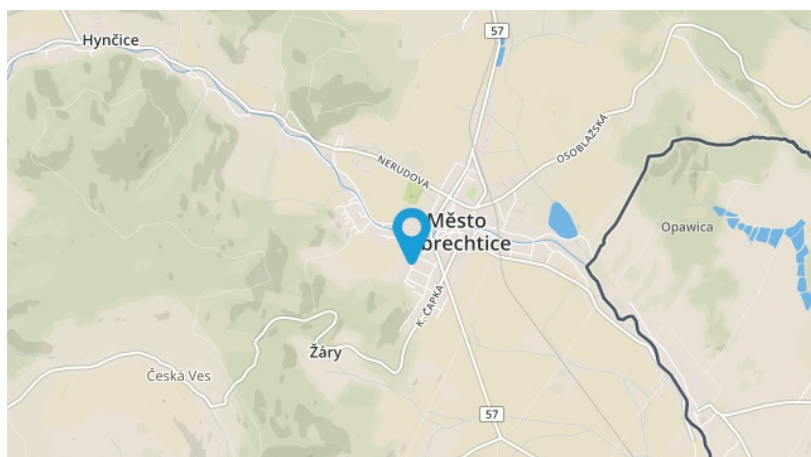 57
Hynčice
OSOBLAŽSKÁ
NERUDOVA
Město
brechtice
Opawica
K. ČAPKA
Žáry
Česká Ves
57